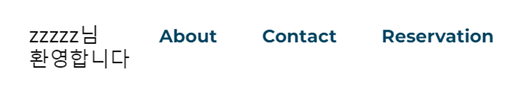 zzzzz님
환영합니다
About
Contact
Reservation